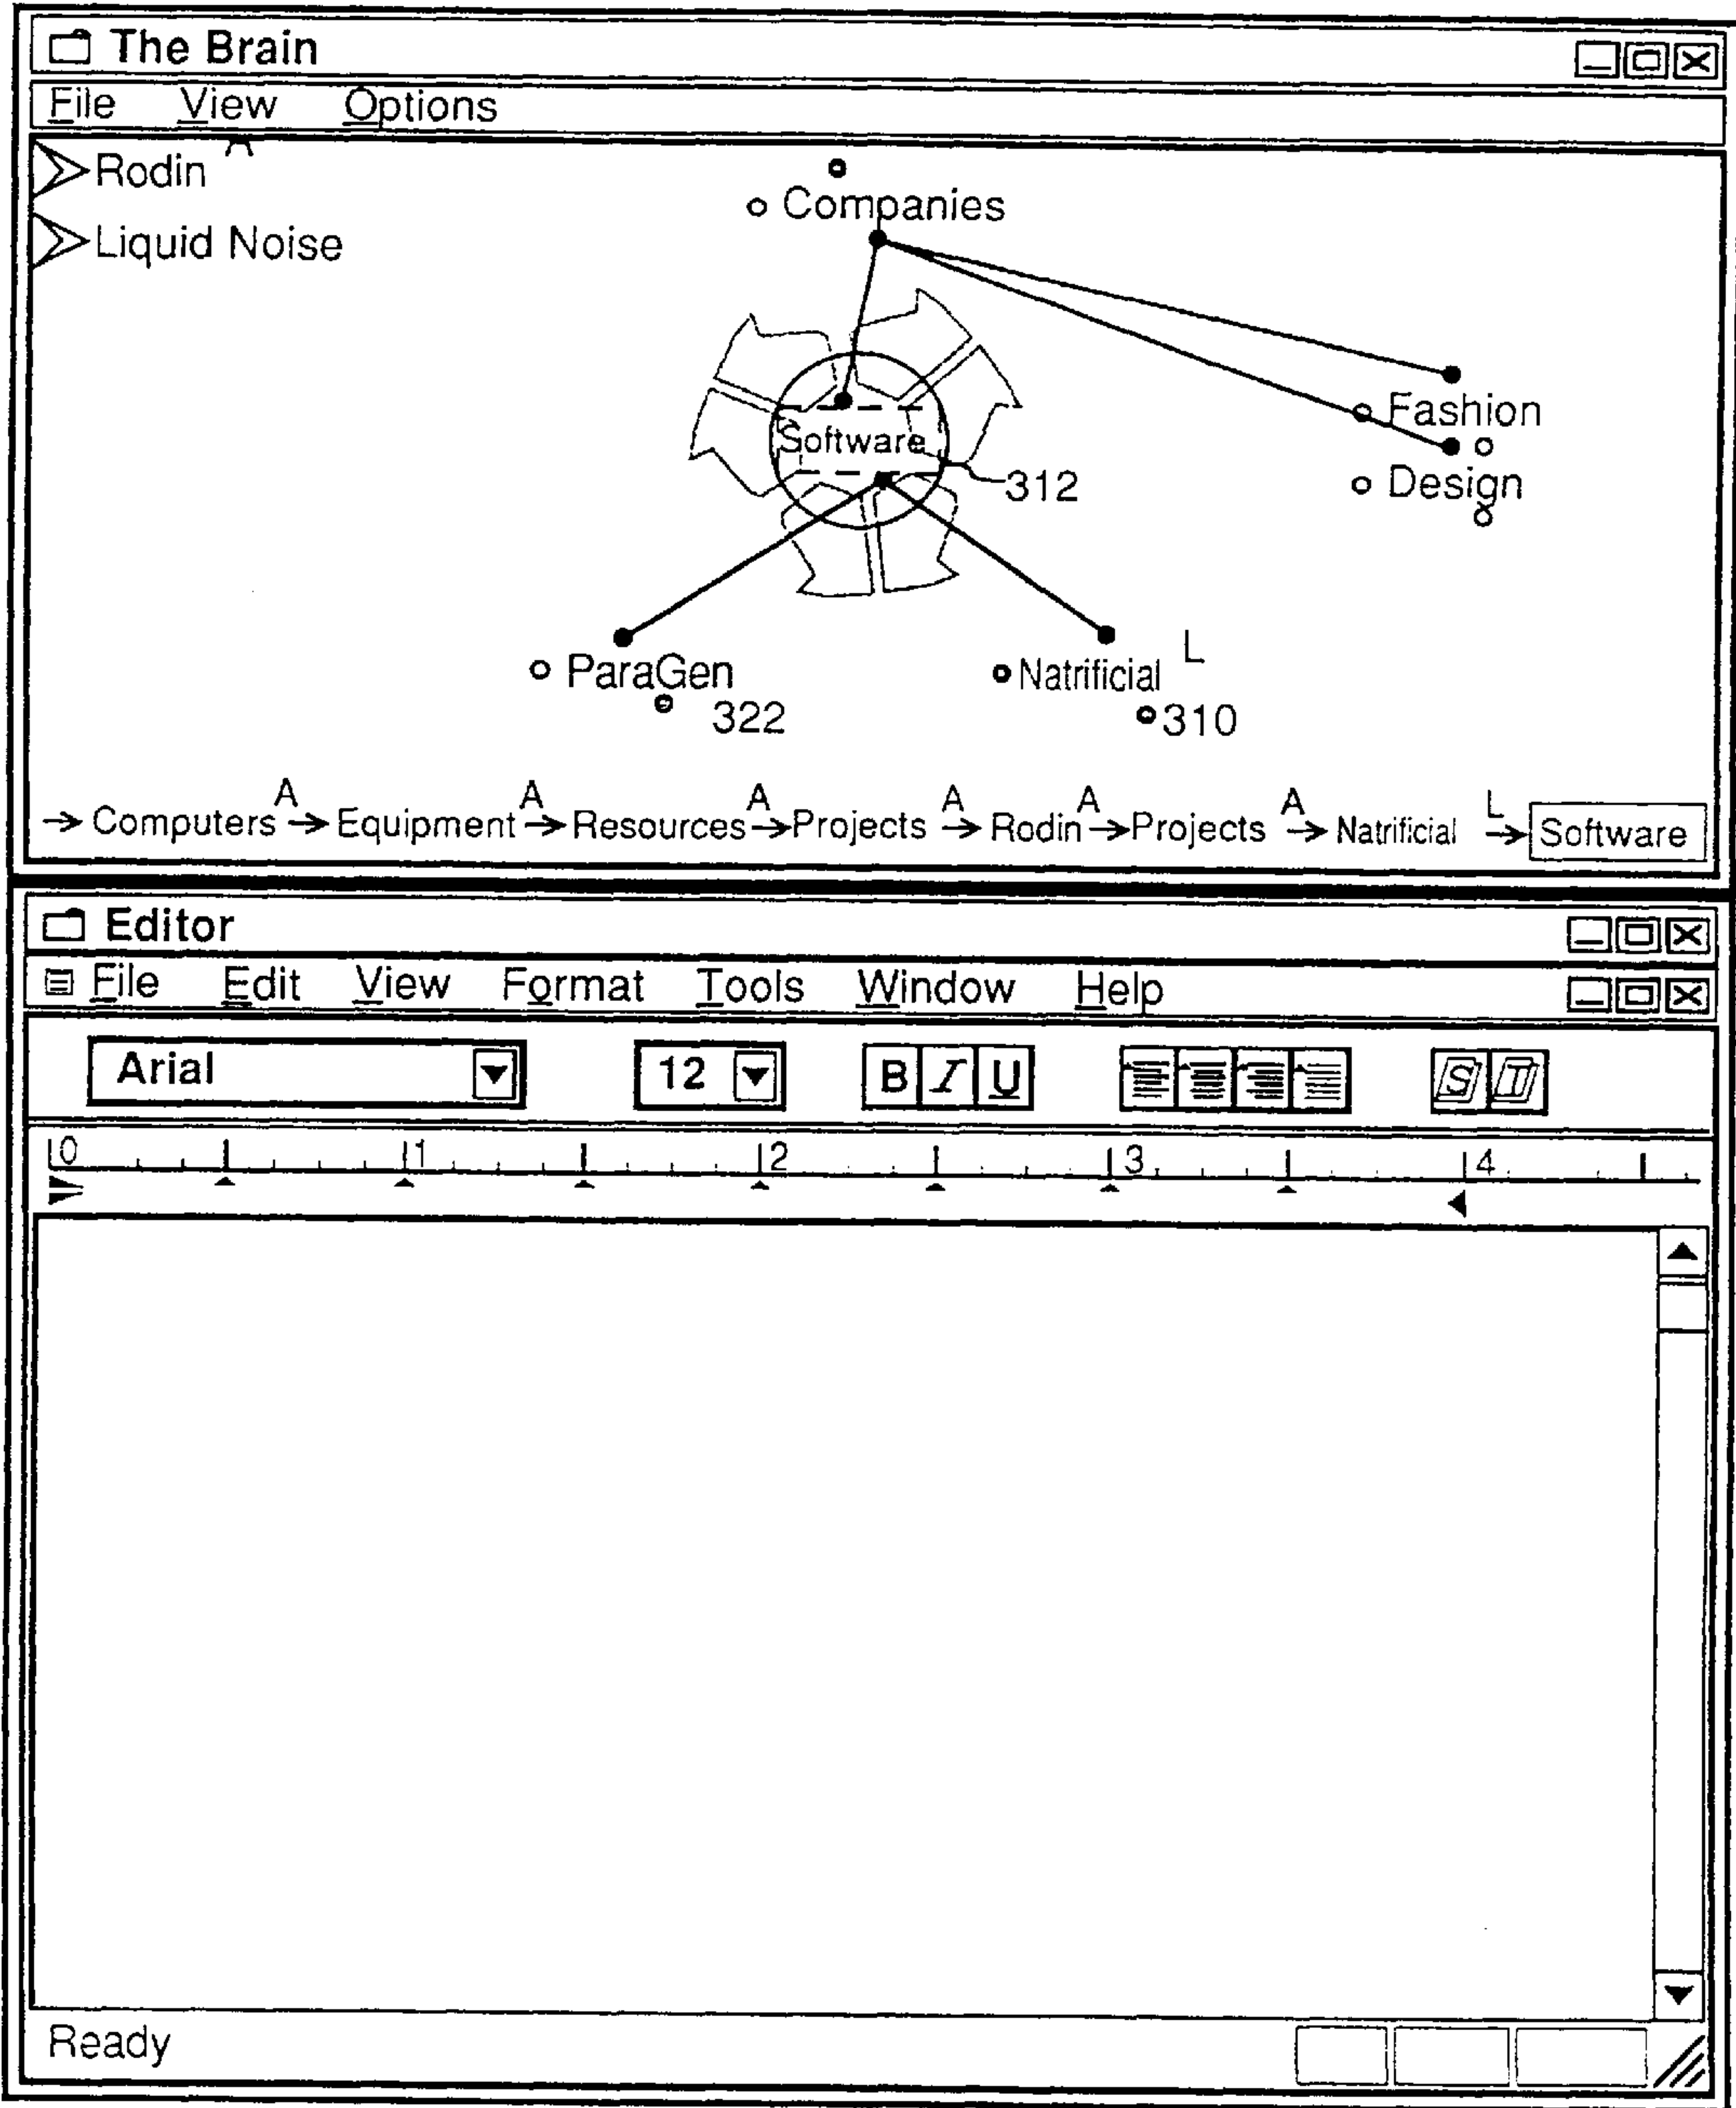 The Brain
File View Options
Rodin
Companies
Liquid Noise
Fashion
Software
312
Design
L
ParaGen
Natrificial
322
310
A A A A A A L
→ Computers → Equipment → Resources → Projects → Rodin → Projects → Natrificial → Software
Editor
File Edit View Format Tools Window Help
Arial 12 B I U S T
0 1 2 3 4
Ready